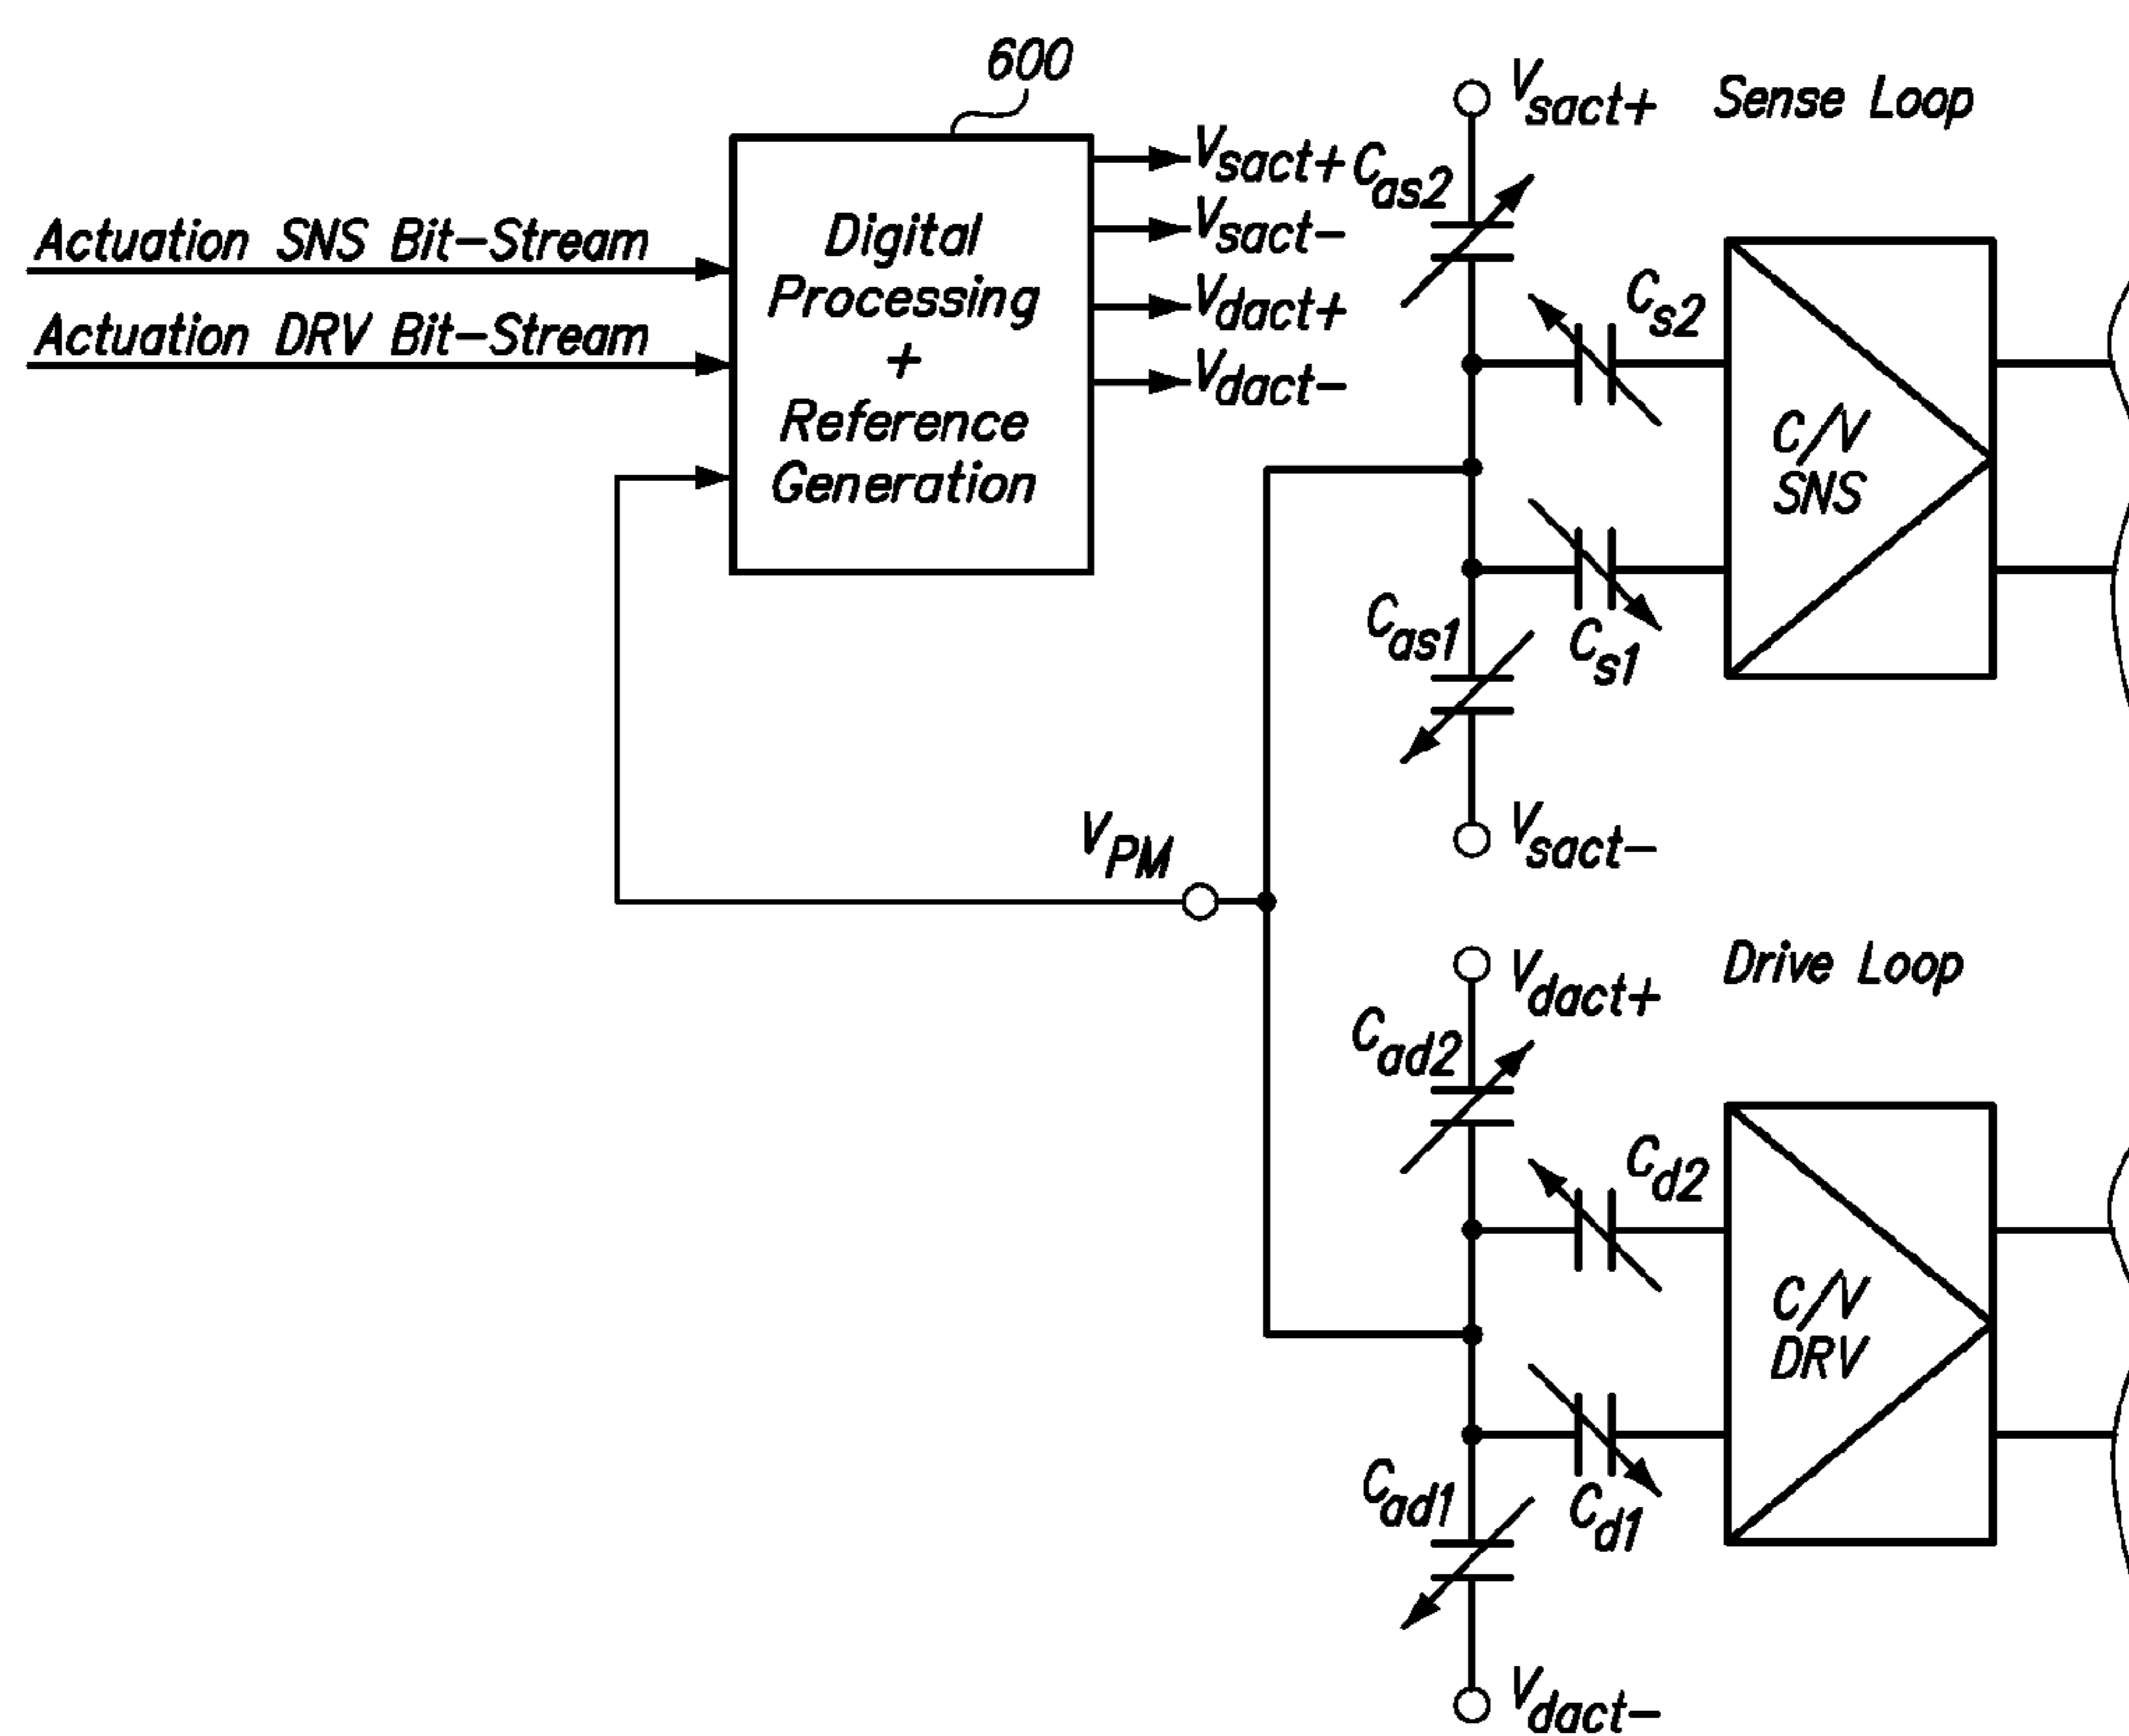 600
Actuation SNS Bit-Stream
Actuation DRV Bit-Stream
Digital
Processing
+
Reference
Generation
Vsact+
Vsact-
Vdact+
Vdact-
Vsact+
Sense Loop
Cas2
Cs2
C/V
SNS
Cas1
Cs1
Vsact-
VPM
Vdact+
Drive Loop
Cad2
Cd2
C/V
DRV
Cad1
Cd1
Vdact-